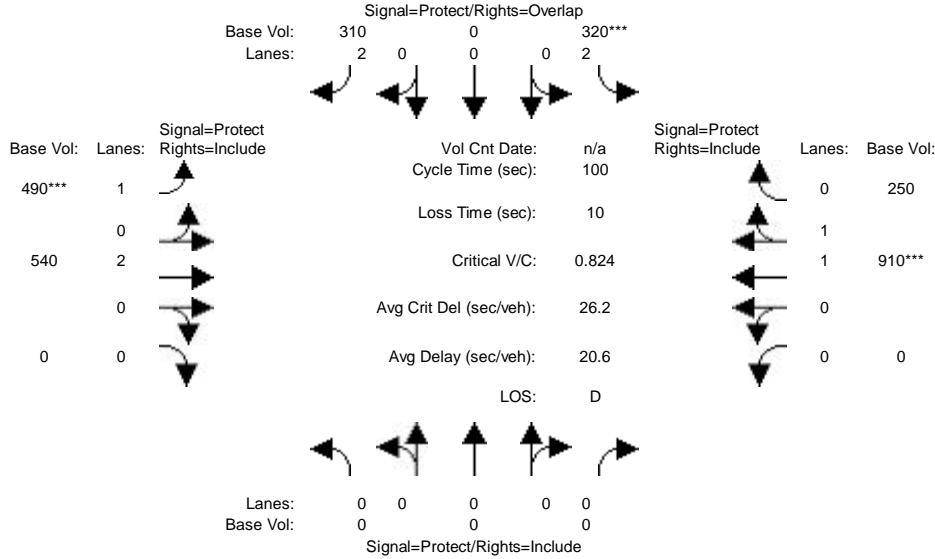 Signal=Protect/Rights=Overlap
Base Vol: 310 0 320***
Lanes: 2 0 0 0 2
Signal=Protect Signal=Protect
Base Vol: Lanes: Rights=Include Vol Cnt Date: n/a Rights=Include Lanes: Base Vol:
Cycle Time (sec): 100
490*** 1 0 250
Loss Time (sec): 10
0 1
540 2 Critical V/C: 0.824 1 910***
0 Avg Crit Del (sec/veh): 26.2 0
0 0 Avg Delay (sec/veh): 20.6 0 0
LOS: D
Lanes: 0 0 0 0 0
Base Vol: 0 0 0
Signal=Protect/Rights=Include